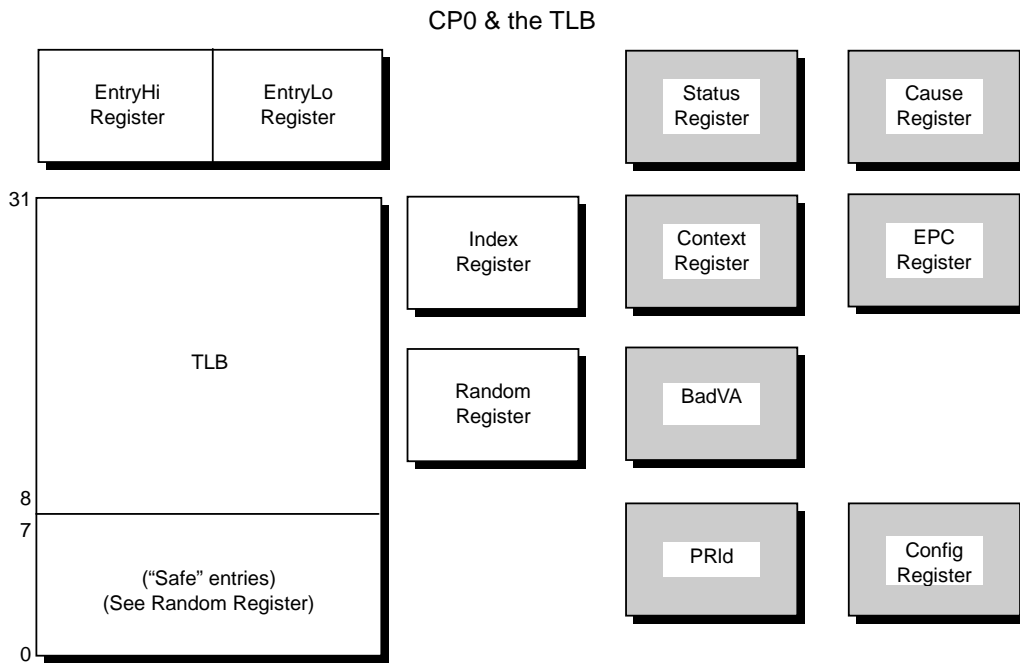 CP0 & the TLB
EntryHi
Register
EntryLo
Register
Status
Register
Cause
Register
31
TLB
8
7
(“Safe” entries)
(See Random Register)
0
Index
Register
Context
Register
EPC
Register
Random
Register
BadVA
PRId
Config
Register